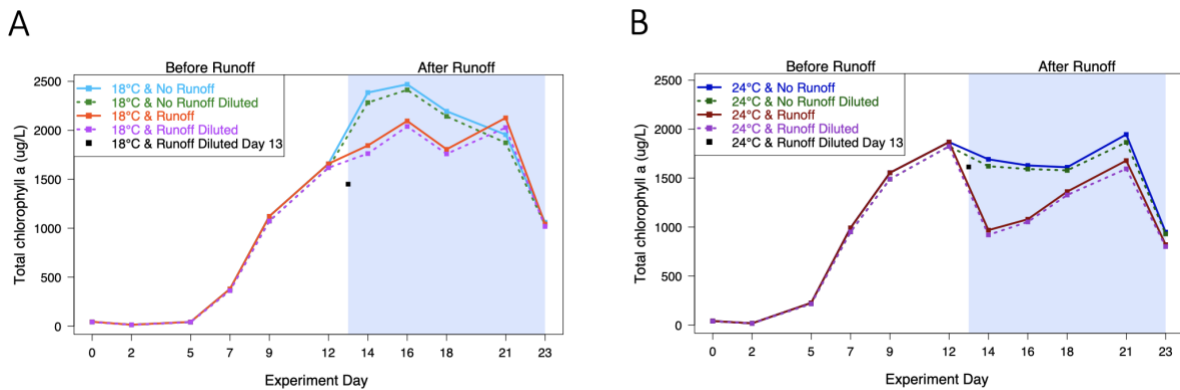 A
Before Runoff After Runoff
2500
2000
1500
1000
500
0
18°C & No Runoff
18°C & No Runoff Diluted
18°C & Runoff
18°C & Runoff Diluted
18°C & Runoff Diluted Day 13
Total chlorophyll a (ug/L)
0 2 5 7 9 12 14 16 18 21 23
Experiment Day
B
Before Runoff After Runoff
2500
2000
1500
1000
500
0
24°C & No Runoff
24°C & No Runoff Diluted
24°C & Runoff
24°C & Runoff Diluted
24°C & Runoff Diluted Day 13
Total chlorophyll a (ug/L)
0 2 5 7 9 12 14 16 18 21 23
Experiment Day